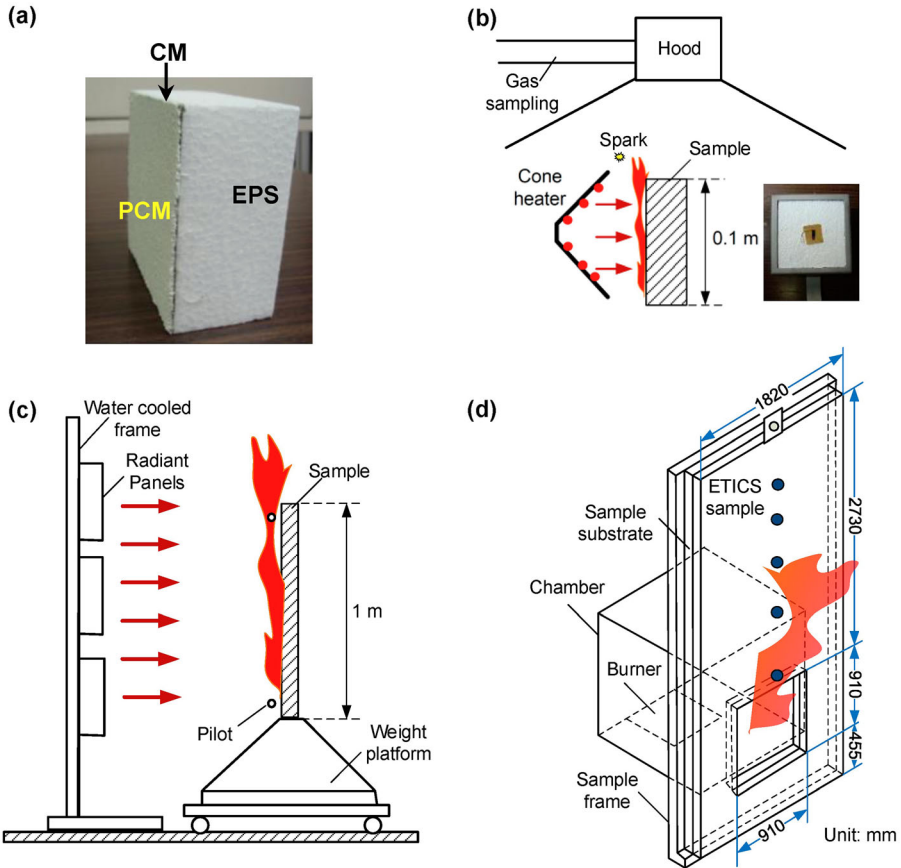 (a)
CM
PCM
EPS
(b)
Hood
Gas
sampling
Spark
Sample
Cone
heater
0.1 m
(c)
Water cooled
frame
Radiant
Panels
Sample
1 m
Pilot
Weight
platform
(d)
1820
ETICS
sample
2730
Sample
substrate
Chamber
Burner
910
455
Sample
frame
910
Unit: mm